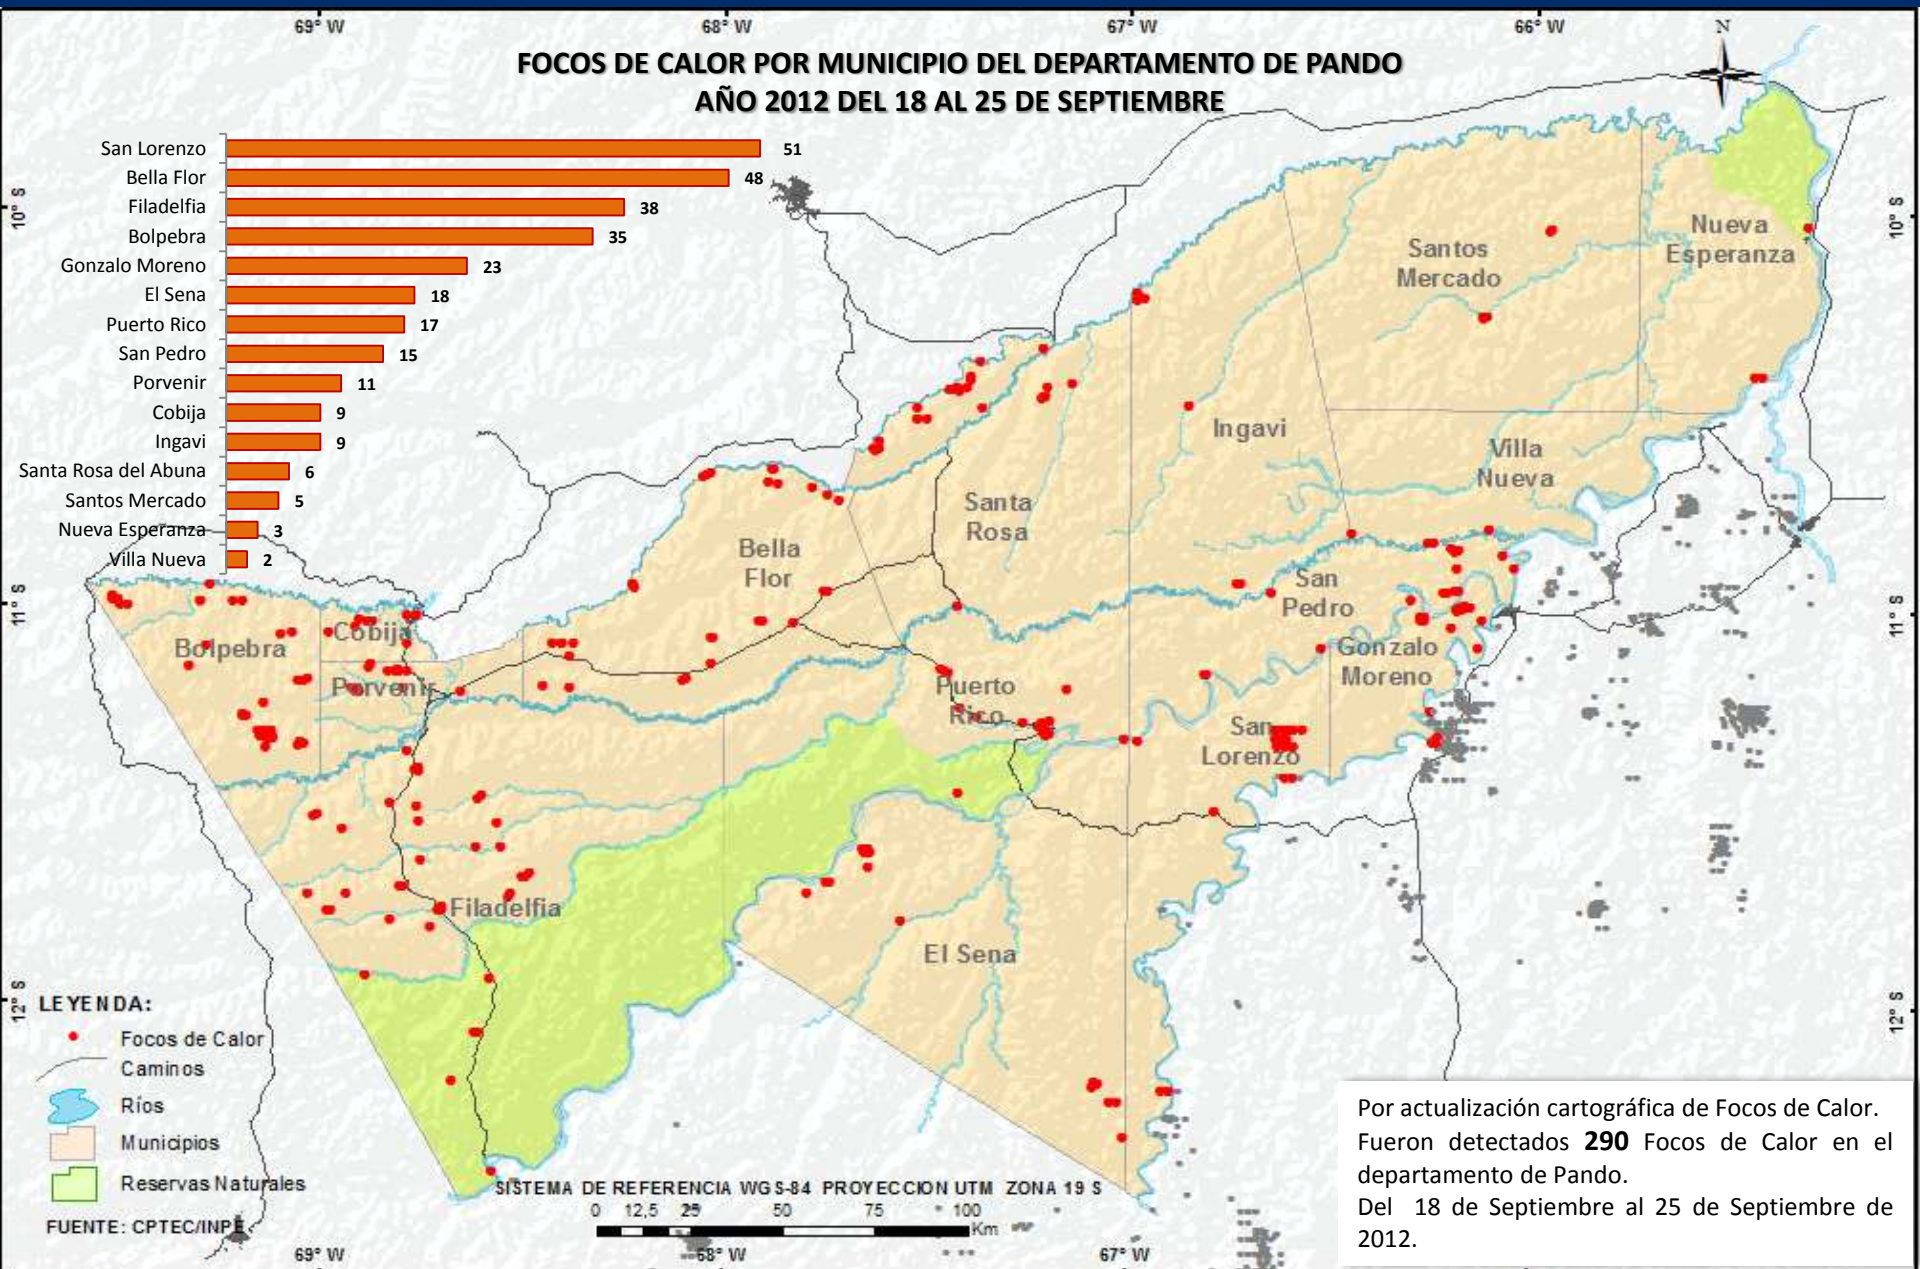 69° W
68° W
67° W
66° W
N
FOCOS DE CALOR POR MUNICIPIO DEL DEPARTAMENTO DE PANDO
AÑO 2012 DEL 18 AL 25 DE SEPTIEMBRE
San Lorenzo 51
Bella Flor 48
Filadelfia 38
Bolpebra 35
Gonzalo Moreno 23
El Sena 18
Puerto Rico 17
San Pedro 15
Porvenir 11
Cobija 9
Ingavi 9
Santa Rosa del Abuna 6
Santos Mercado 5
Nueva Esperanza 3
Villa Nueva 2
10° S
10° S
11° S
11° S
12° S
12° S
Nueva
Esperanza
Santos
Mercado
Ingavi
Villa
Nueva
Santa
Rosa
Bella
Flor
San
Pedro
Cobija
Bolpebra
Porvenir
Gonzalo
Moreno
Puerto
Rico
San
Lorenzo
Filadelfia
El Sena
LEYENDA:
Focos de Calor
Caminos
Ríos
Municipios
Reservas Naturales
FUENTE: CPTEC/INPE
SISTEMA DE REFERENCIA WGS-84 PROYECCION UTM ZONA 19 S
0 12,5 25 50 75 100
Km
Por actualización cartográfica de Focos de Calor.
Fueron detectados 290 Focos de Calor en el
departamento de Pando.
Del 18 de Septiembre al 25 de Septiembre de
2012.
69° W
68° W
67° W